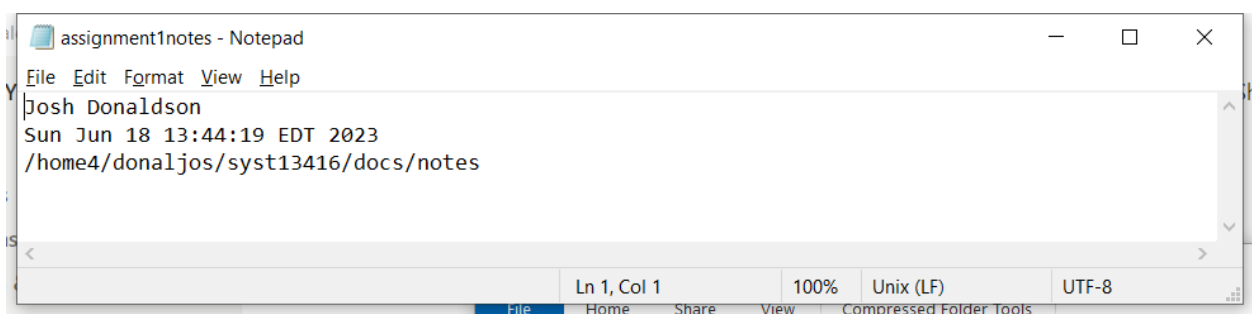 assignment1notes - Notepad
File Edit Format View Help
Josh Donaldson
Sun Jun 18 13:44:19 EDT 2023
/home4/donaljos/syst13416/docs/notes
Ln 1, Col 1 100% Unix (LF) UTF-8
File Home Share View Compressed Folder Tools